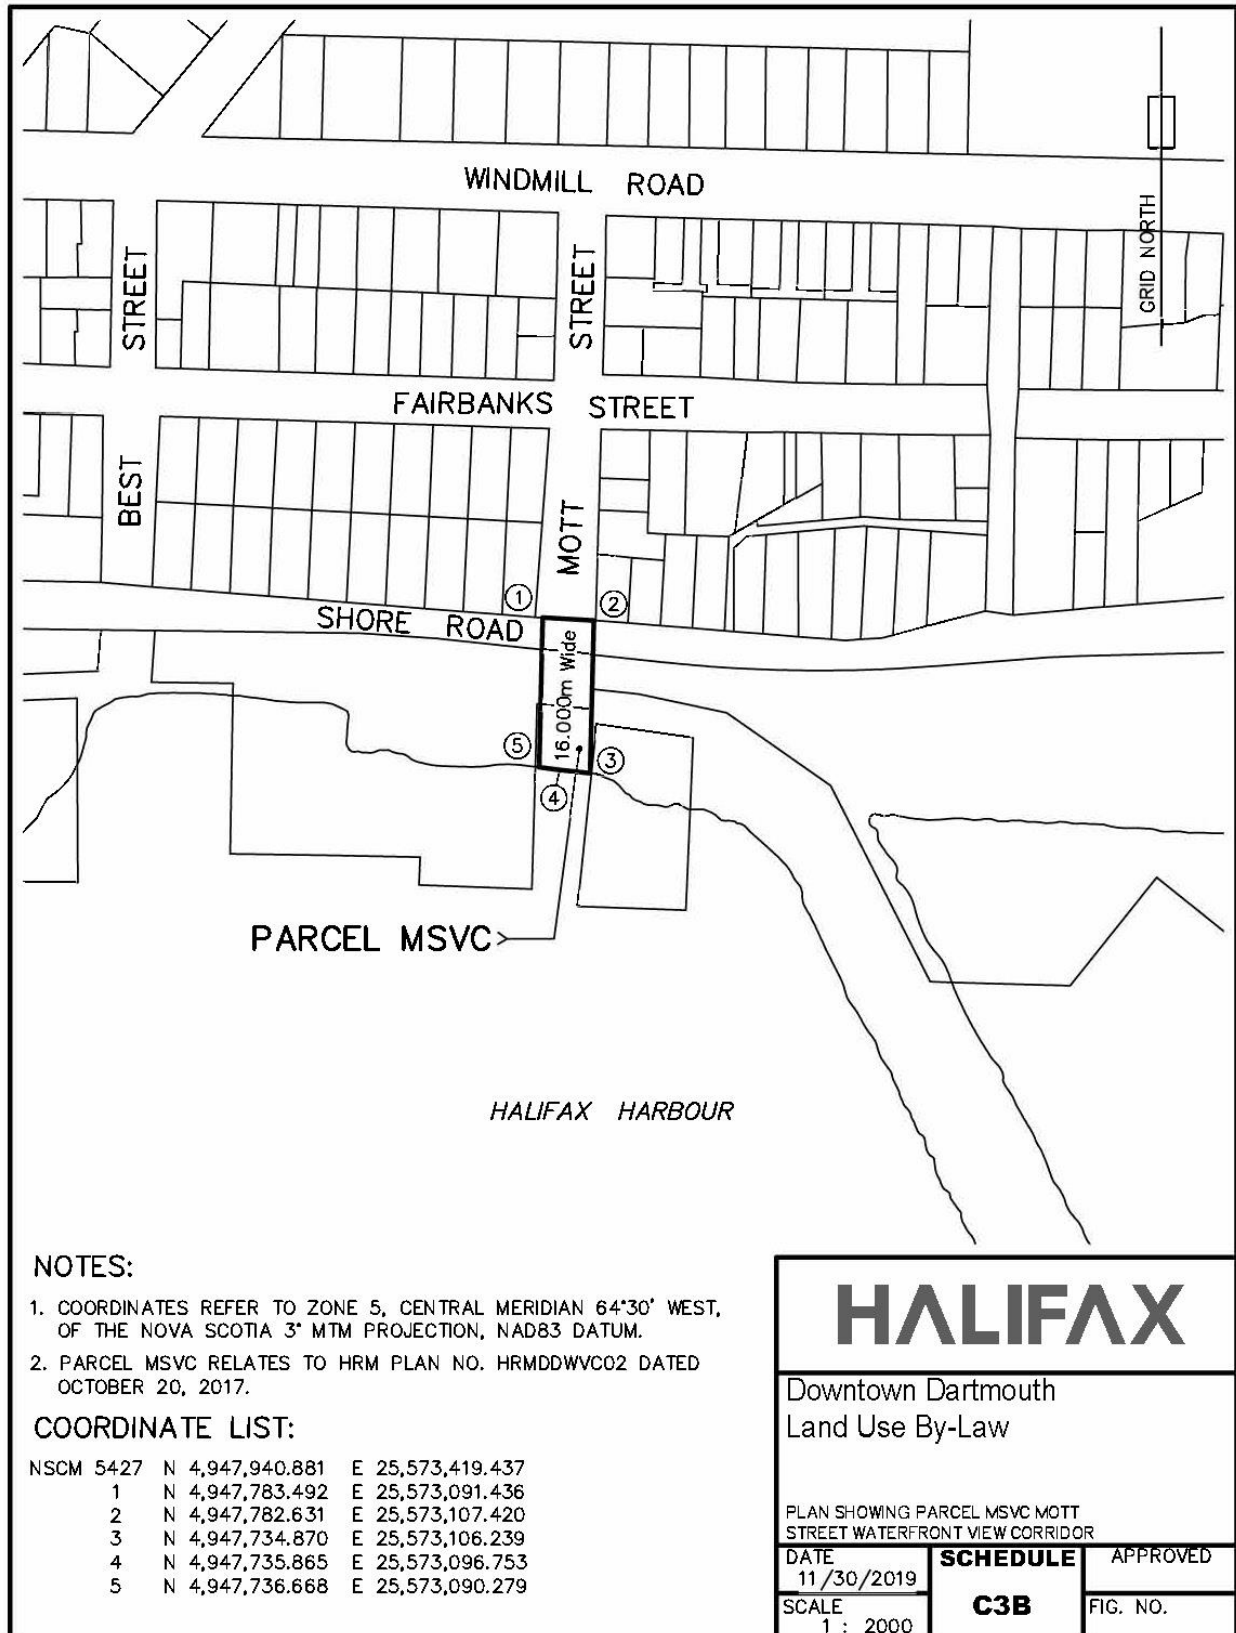 WINDMILL ROAD
GRID NORTH
STREET
STREET
FAIRBANKS STREET
BEST
MOTT
1
2
SHORE ROAD
16.000m Wide
5
3
4
PARCEL MSVC
HALIFAX HARBOUR
NOTES:
1. COORDINATES REFER TO ZONE 5, CENTRAL MERIDIAN 64°30' WEST,
OF THE NOVA SCOTIA 3° MTM PROJECTION, NAD83 DATUM.
2. PARCEL MSVC RELATES TO HRM PLAN NO. HRMDDWVC02 DATED
OCTOBER 20, 2017.
COORDINATE LIST:
NSCM 5427 N 4,947,940.881 E 25,573,419.437
1 N 4,947,783.492 E 25,573,091.436
2 N 4,947,782.631 E 25,573,107.420
3 N 4,947,734.870 E 25,573,106.239
4 N 4,947,735.865 E 25,573,096.753
5 N 4,947,736.668 E 25,573,090.279
HALIFAX
Downtown Dartmouth
Land Use By-Law
PLAN SHOWING PARCEL MSVC MOTT
STREET WATERFRONT VIEW CORRIDOR
DATE
11/30/2019
SCALE
1 : 2000
SCHEDULE
C3B
APPROVED
FIG. NO.